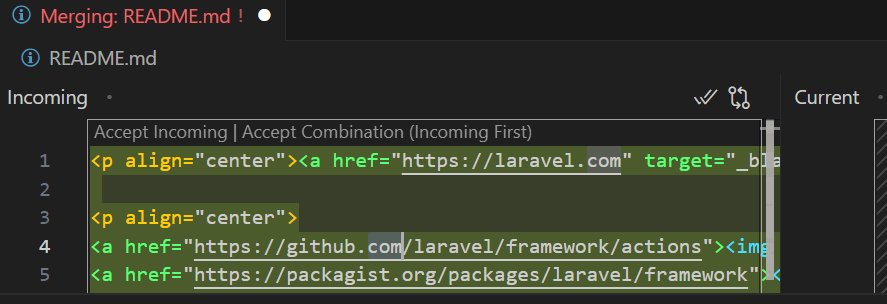 Merging: README.md !
README.md
Incoming
Current
Accept Incoming | Accept Combination (Incoming First)
1 <p align="center"><a href="https://laravel.com" target="_bla
2
3 <p align="center">
4 <a href="https://github.com/laravel/framework/actions"><img
5 <a href="https://packagist.org/packages/laravel/framework"><